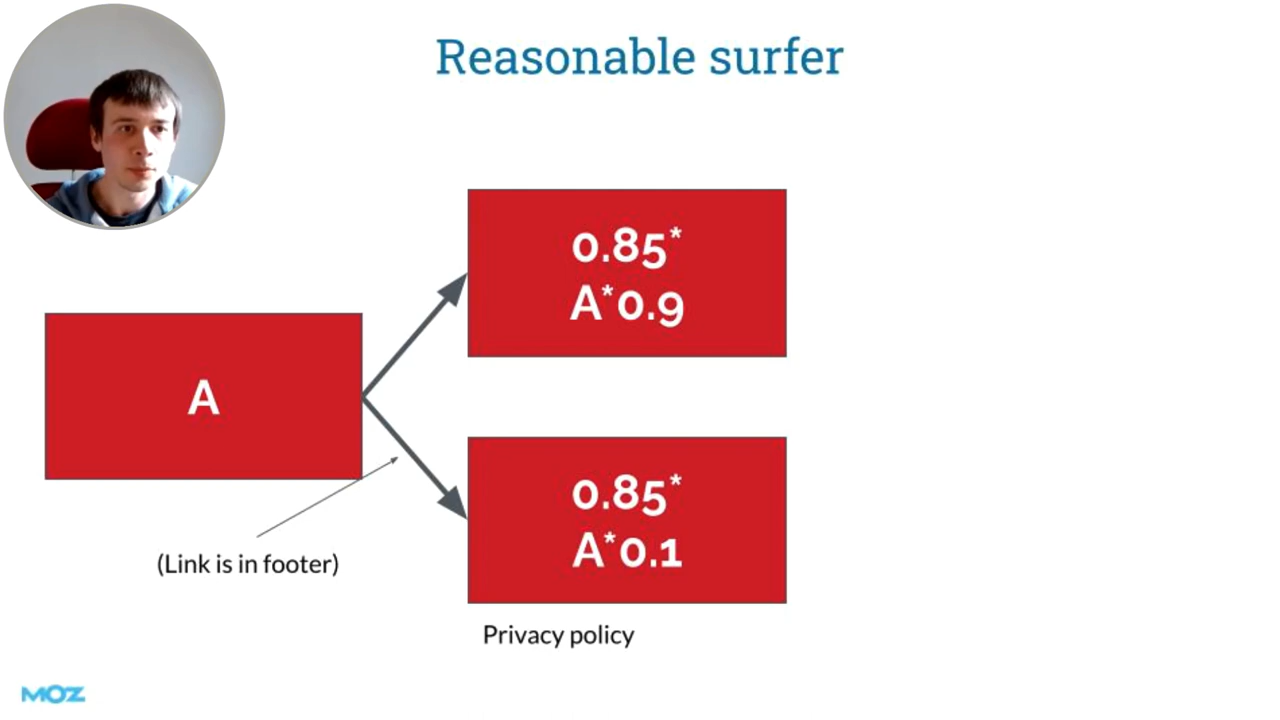 Reasonable surfer
0.85*
A*0.9
A
0.85*
A*0.1
(Link is in footer)
Privacy policy
MOZ